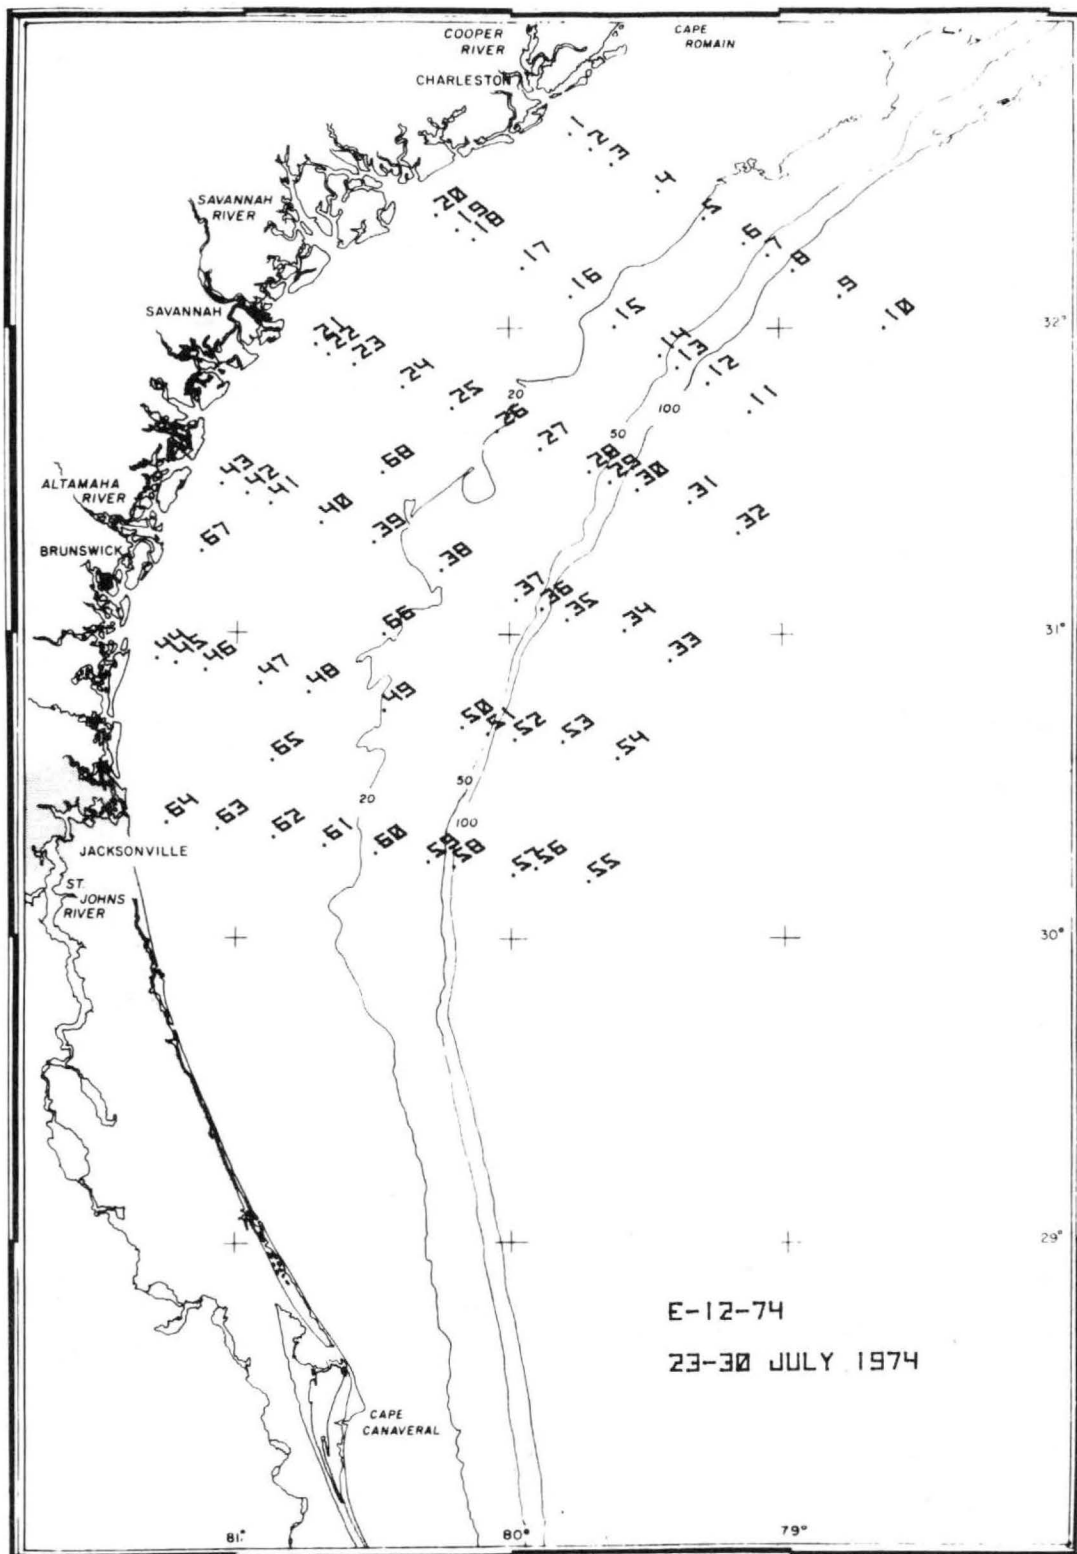 COOPER
RIVER
CAPE
ROMAIN
CHARLESTON
1 2 3
4
5
6 7
8
9
10
SAVANNAH
RIVER
20 19 18
17
16
15
14 13
12
11
32°
SAVANNAH
21 22 23
24
25
26
27
28 29 30
31
32
20
50
100
68
43 42 41
40
39
38
37 36 35
34
33
ALTAMAHA
RIVER
67
BRUNSWICK
66
31°
44 45 46
47
48
49
50 51 52
53
54
65
20
50
100
64
63
62
61
60
59 58
57 56
55
JACKSONVILLE
ST.
JOHNS
RIVER
30°
29°
E-12-74
23-30 JULY 1974
CAPE
CANAVERAL
81°
80°
79°